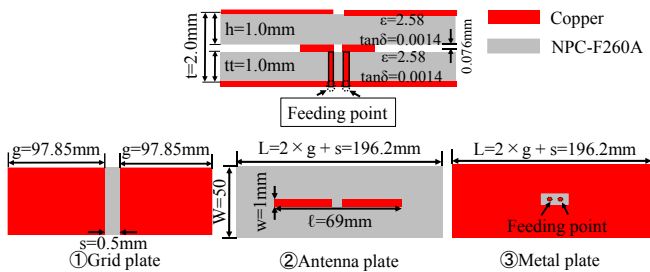 t=2.0mm
h=1.0mm
ε=2.58
tanδ=0.0014
0.076mm
tt=1.0mm
ε=2.58
tanδ=0.0014
Feeding point
Copper
NPC-F260A
g=97.85mm
g=97.85mm
s=0.5mm
①Grid plate
L=2 × g + s=196.2mm
W=50
w=1mm
ℓ=69mm
②Antenna plate
L=2 × g + s=196.2mm
Feeding point
③Metal plate